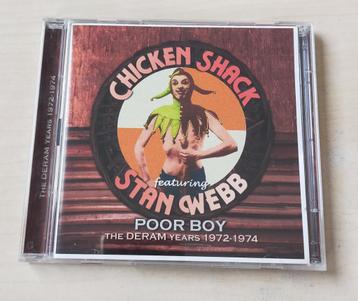 CHICKEN SHACK
featuring
STAN WEBB
POOR BOY
THE DERAM YEARS 1972-1974
THE DERAM YEARS 1972-1974